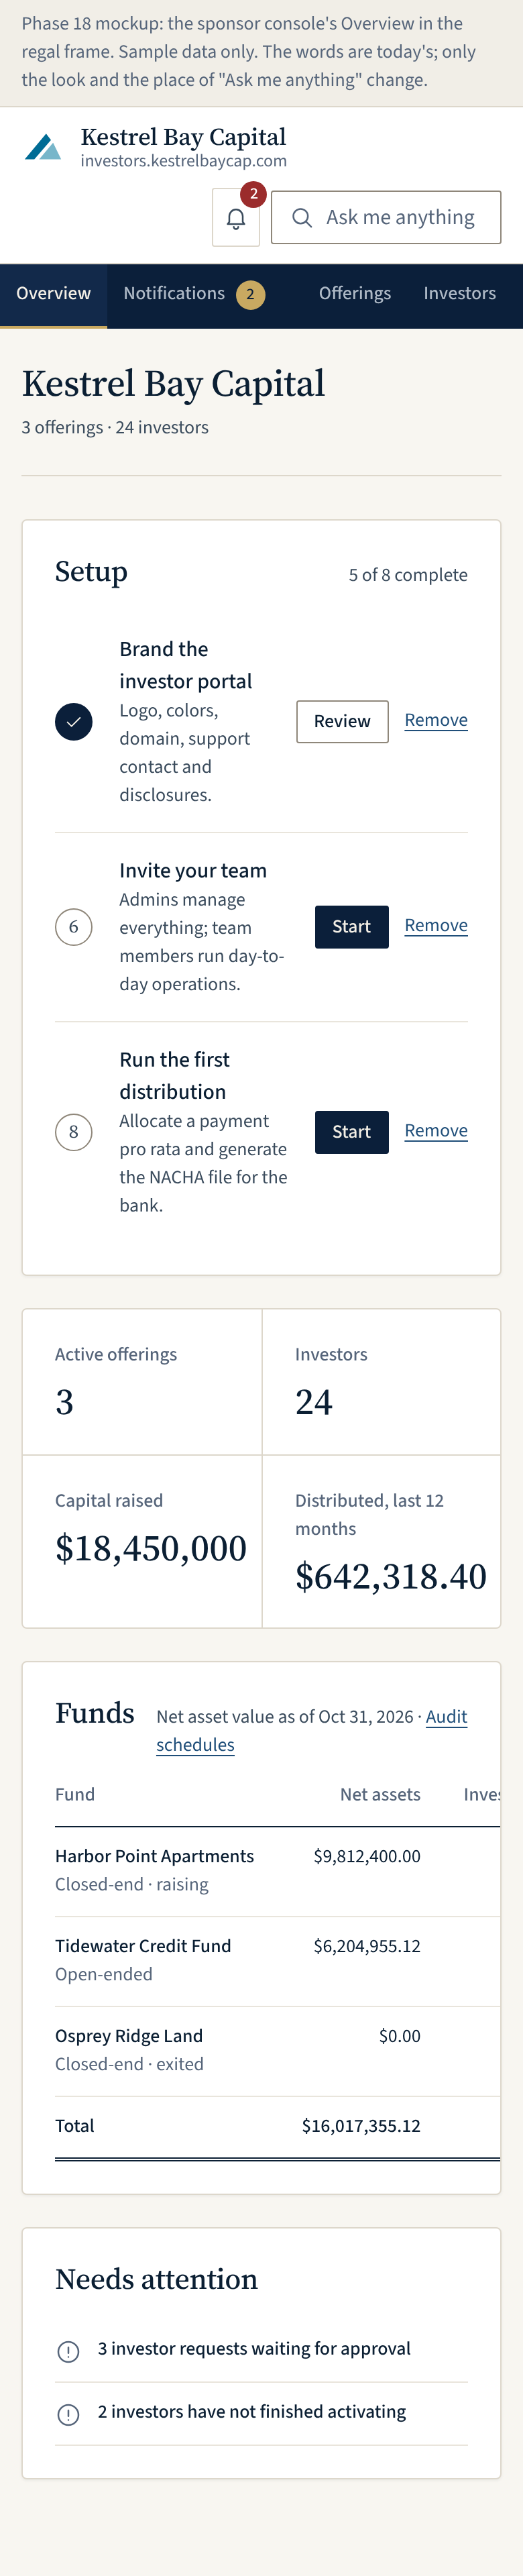 Phase 18 mockup: the sponsor console's Overview in the
regal frame. Sample data only. The words are today's; only
the look and the place of "Ask me anything" change.
Kestrel Bay Capital
investors.kestrelbaycap.com
2
Ask me anything
Overview
Notifications 2
Offerings
Investors
Kestrel Bay Capital
3 offerings · 24 investors
Setup
5 of 8 complete
Brand the
investor portal
Logo, colors,
domain, support
contact and
disclosures.
Review
Remove
6
Invite your team
Admins manage
everything; team
members run day-to-
day operations.
Start
Remove
8
Run the first
distribution
Allocate a payment
pro rata and generate
the NACHA file for the
bank.
Start
Remove
Active offerings
3
Investors
24
Capital raised
$18,450,000
Distributed, last 12
months
$642,318.40
Funds
Net asset value as of Oct 31, 2026 · Audit
schedules
Fund
Net assets
Harbor Point Apartments
$9,812,400.00
Closed-end · raising
Tidewater Credit Fund
$6,204,955.12
Open-ended
Osprey Ridge Land
$0.00
Closed-end · exited
Total
$16,017,355.12
Needs attention
3 investor requests waiting for approval
2 investors have not finished activating